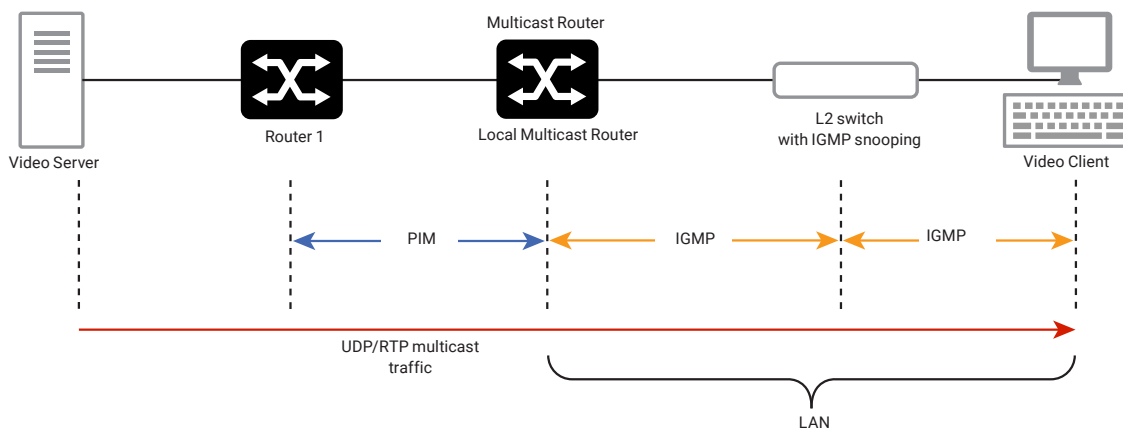 Multicast Router
Video Server
Router 1
Local Multicast Router
L2 switch
with IGMP snooping
Video Client
PIM
IGMP
IGMP
UDP/RTP multicast
traffic
LAN